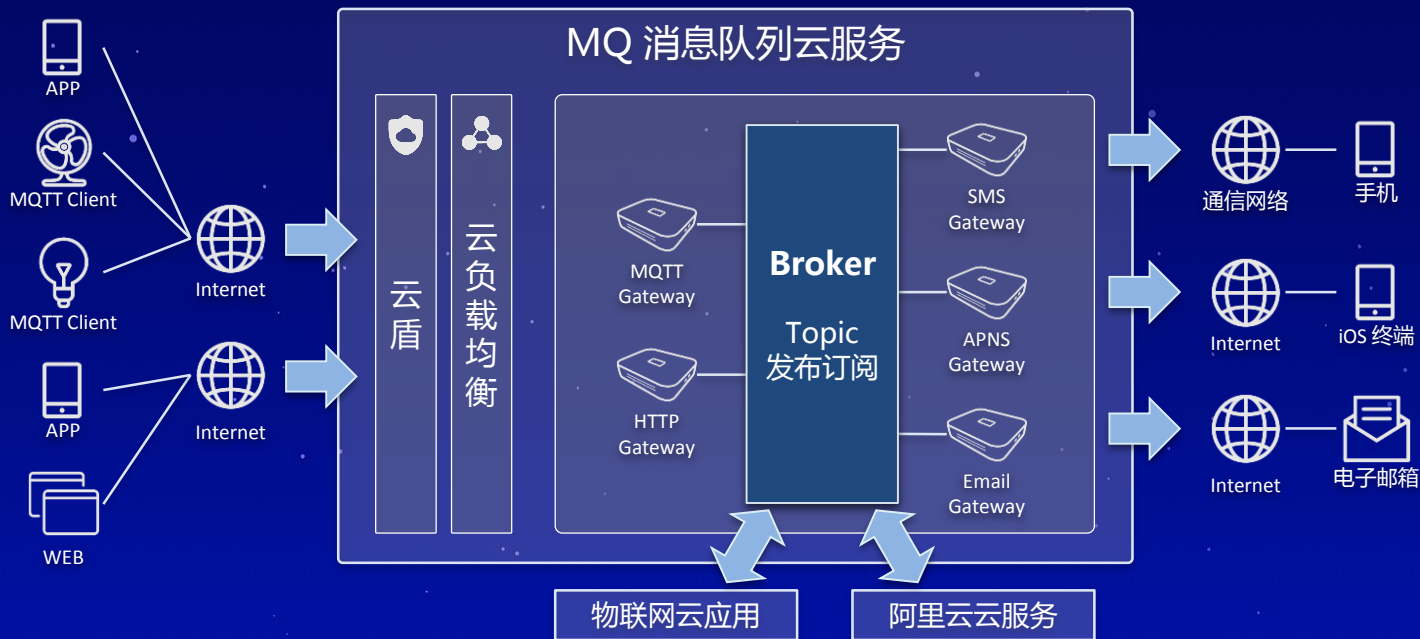 MQ 消息队列云服务
APP
MQTT Client
MQTT Client
Internet
APP
WEB
Internet
云盾
云负载均衡
MQTT
Gateway
HTTP
Gateway
Broker
Topic
发布订阅
SMS
Gateway
APNS
Gateway
Email
Gateway
通信网络
手机
Internet
iOS 终端
Internet
电子邮箱
物联网云应用
阿里云云服务